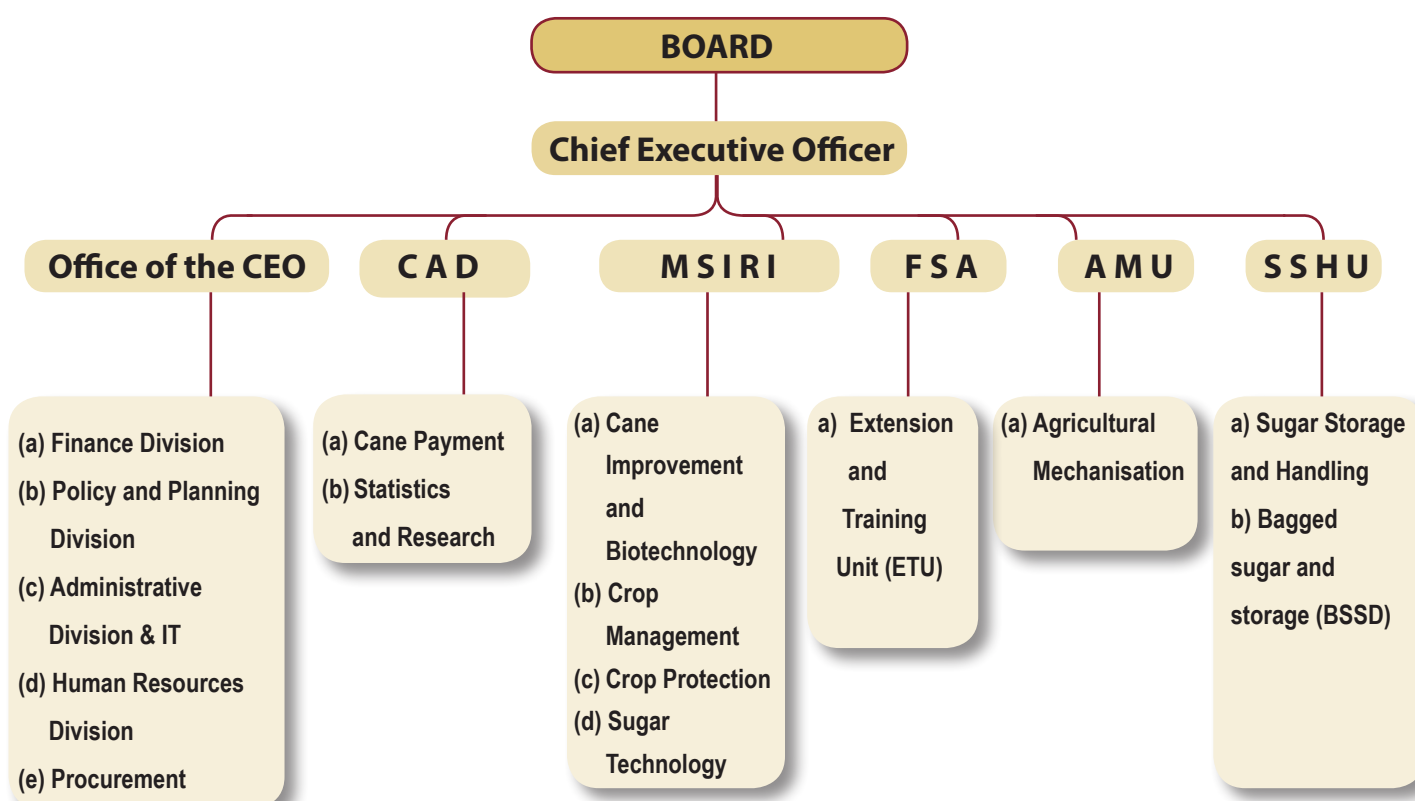 BOARD
Chief Executive Officer
Office of the CEO
C A D
M S I R I
F S A
A M U
S S H U
(a) Finance Division
(b) Policy and Planning
Division
(c) Administrative
Division & IT
(d) Human Resources
Division
(e) Procurement
(a) Cane Payment
(b) Statistics
and Research
(a) Cane
Improvement
and
Biotechnology
(b) Crop
Management
(c) Crop Protection
(d) Sugar
Technology
a) Extension
and
Training
Unit (ETU)
(a) Agricultural
Mechanisation
a) Sugar Storage
and Handling
b) Bagged
sugar and
storage (BSSD)